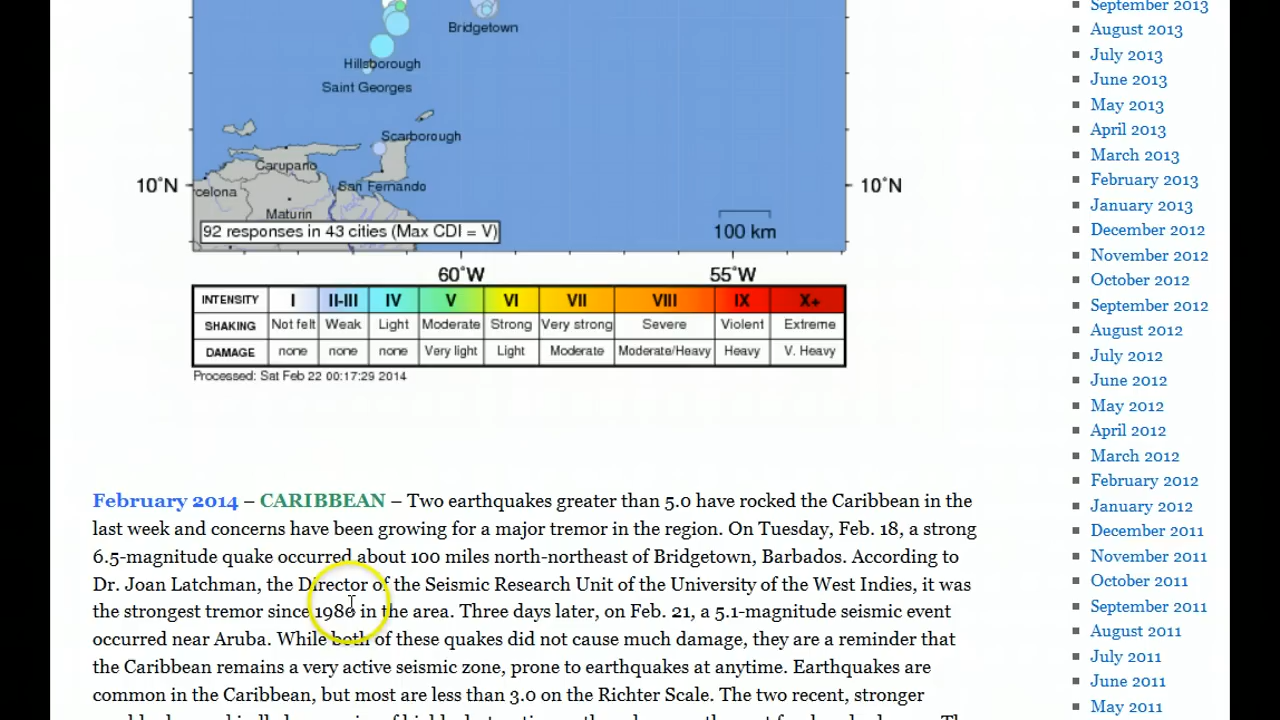 Bridgetown
Hillsborough
Saint Georges
Scarborough
Carupano
10°N
10°N
celona
San Fernando
Maturin
92 responses in 43 cities (Max CDI = V)
100 km
60°W
55°W
INTENSITY I II-III IV V VI VII VIII IX X+
SHAKING Not felt Weak Light Moderate Strong Very strong Severe Violent Extreme
DAMAGE none none none Very light Light Moderate Moderate/Heavy Heavy V. Heavy
Processed: Sat Feb 22 00:17:29 2014
February 2014 – CARIBBEAN – Two earthquakes greater than 5.0 have rocked the Caribbean in the
last week and concerns have been growing for a major tremor in the region. On Tuesday, Feb. 18, a strong
6.5-magnitude quake occurred about 100 miles north-northeast of Bridgetown, Barbados. According to
Dr. Joan Latchman, the Director of the Seismic Research Unit of the University of the West Indies, it was
the strongest tremor since 1980 in the area. Three days later, on Feb. 21, a 5.1-magnitude seismic event
occurred near Aruba. While both of these quakes did not cause much damage, they are a reminder that
the Caribbean remains a very active seismic zone, prone to earthquakes at anytime. Earthquakes are
common in the Caribbean, but most are less than 3.0 on the Richter Scale. The two recent, stronger
September 2013
August 2013
July 2013
June 2013
May 2013
April 2013
March 2013
February 2013
January 2013
December 2012
November 2012
October 2012
September 2012
August 2012
July 2012
June 2012
May 2012
April 2012
March 2012
February 2012
January 2012
December 2011
November 2011
October 2011
September 2011
August 2011
July 2011
June 2011
May 2011